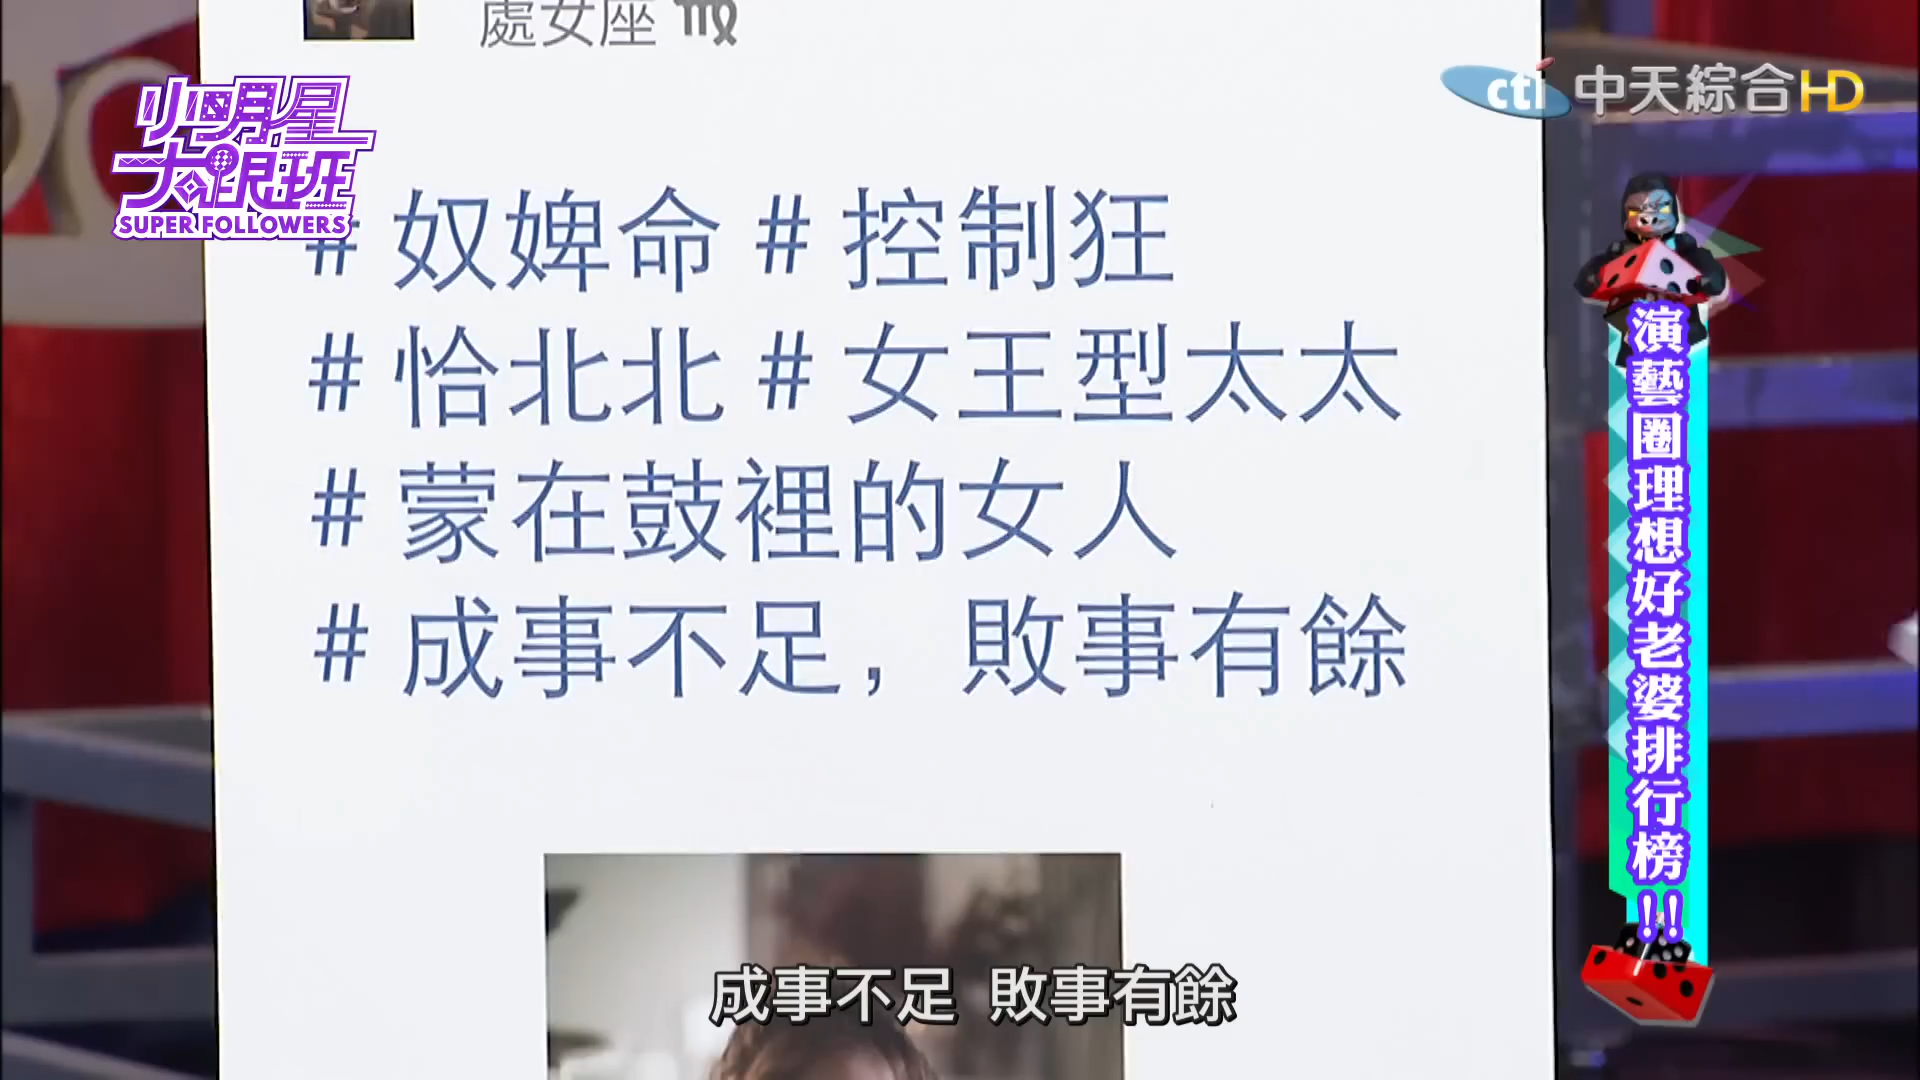 處女座 ♍
小明星
大跟班
SUPER FOLLOWERS
cti 中天綜合HD
#奴婢命 #控制狂
#恰北北 #女王型太太
#蒙在鼓裡的女人
#成事不足，敗事有餘
演藝圈理想好老婆排行榜!!
成事不足 敗事有餘